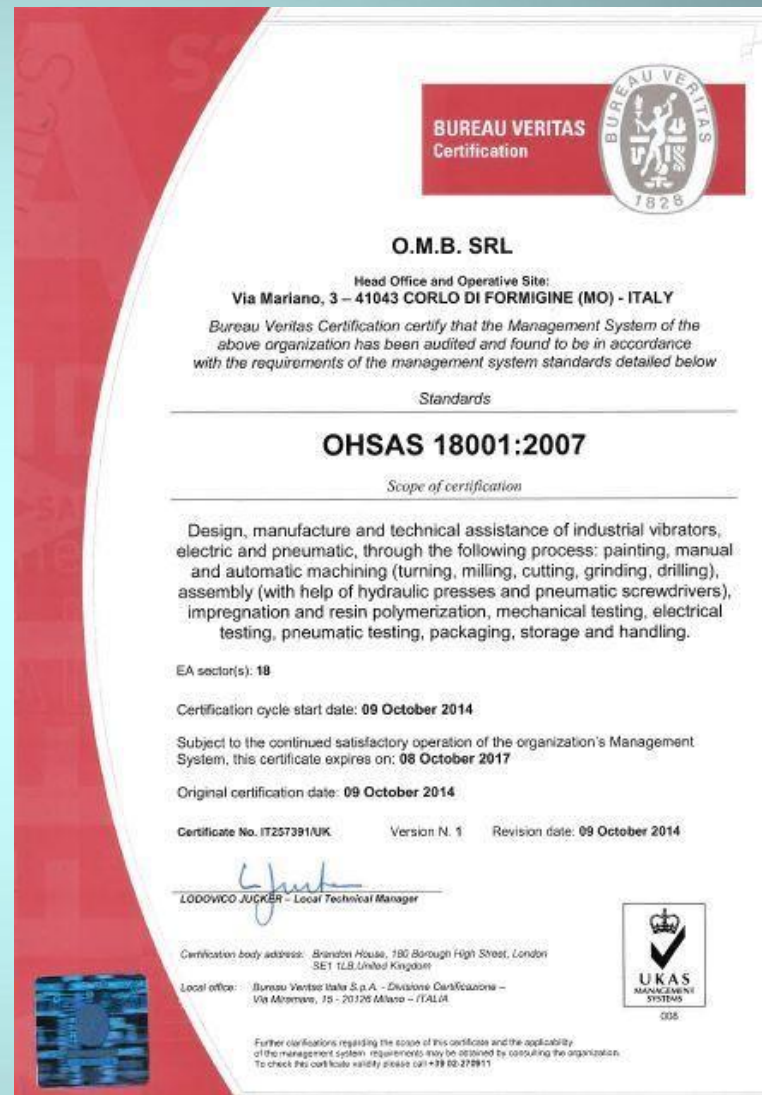 BUREAU VERITAS
Certification
BUREAU VERITAS
1828
O.M.B. SRL
Head Office and Operative Site:
Via Mariano, 3 – 41043 CORLO DI FORMIGINE (MO) - ITALY
Bureau Veritas Certification certify that the Management System of the
above organization has been audited and found to be in accordance
with the requirements of the management system standards detailed below
Standards
OHSAS 18001:2007
Scope of certification
Design, manufacture and technical assistance of industrial vibrators,
electric and pneumatic, through the following process: painting, manual
and automatic machining (turning, milling, cutting, grinding, drilling),
assembly (with help of hydraulic presses and pneumatic screwdrivers),
impregnation and resin polymerization, mechanical testing, electrical
testing, pneumatic testing, packaging, storage and handling.
EA sector(s): 18
Certification cycle start date: 09 October 2014
Subject to the continued satisfactory operation of the organization's Management
System, this certificate expires on: 08 October 2017
Original certification date: 09 October 2014
Certificate No. IT257391/UK Version N. 1 Revision date: 09 October 2014
LODOVICO JUCKER – Local Technical Manager
Certification body address: Brandon House, 180 Borough High Street, London
SE1 1LB, United Kingdom
Local office: Bureau Veritas Italia S.p.A. - Divisione Certificazione –
Via Miramare, 15 - 20126 Milano – ITALIA
UKAS
MANAGEMENT
SYSTEMS
008
Further clarifications regarding the scope of this certificate and the applicability
of the management system requirements may be obtained by consulting the organization.
To check this certificate validity please call +39 02-270911